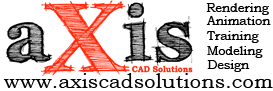 axis
CAD Solutions
Rendering
Animation
Training
Modeling
Design
www.axiscadsolutions.com